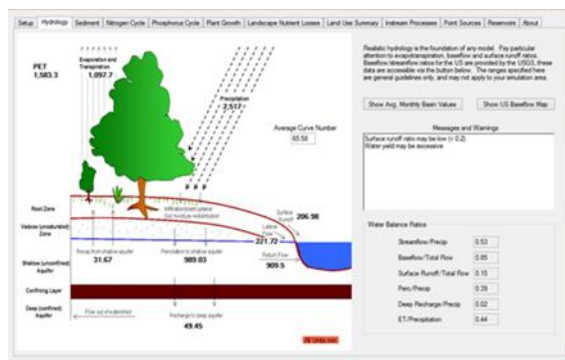 Setup Hydrology Sediment Nitrogen Cycle Phosphorus Cycle Plant Growth Landscape Nutrient Losses Land Use Summary Instream Processes Point Sources Reservoirs About
PET
1,583.3
Evaporation and
Transpiration
1,097.7
Precipitation
2,517
Average Curve Number
65.58
Root Zone
Infiltration/plant uptake/
soil moisture redistribution
Surface
Runoff
206.98
Vadose (unsaturated)
Zone
Lateral
Flow
221.72
Revap from shallow aquifer
31.67
Percolation to shallow aquifer
989.03
Return Flow
909.5
Shallow (unconfined)
Aquifer
Confining Layer
Deep (confined)
Aquifer
Flow out of watershed
Recharge to deep aquifer
49.45
All Units mm
Realistic hydrology is the foundation of any model. Pay particular
attention to evapotranspiration, baseflow and surface runoff ratios.
Baseflow/streamflow ratios for the US are provided by the USGS, these
data are accessible via the button below. The ranges specified here
are general guidelines only, and may not apply to your simulation area.
Show Avg. Monthly Basin Values
Show US Baseflow Map
Messages and Warnings
Surface runoff ratio may be low (< 0.2)
Water yield may be excessive
Water Balance Ratios
Streamflow/Precip 0.53
Baseflow/Total Flow 0.85
Surface Runoff/Total Flow 0.15
Perc/Precip 0.39
Deep Recharge/Precip 0.02
ET/Precipitation 0.44